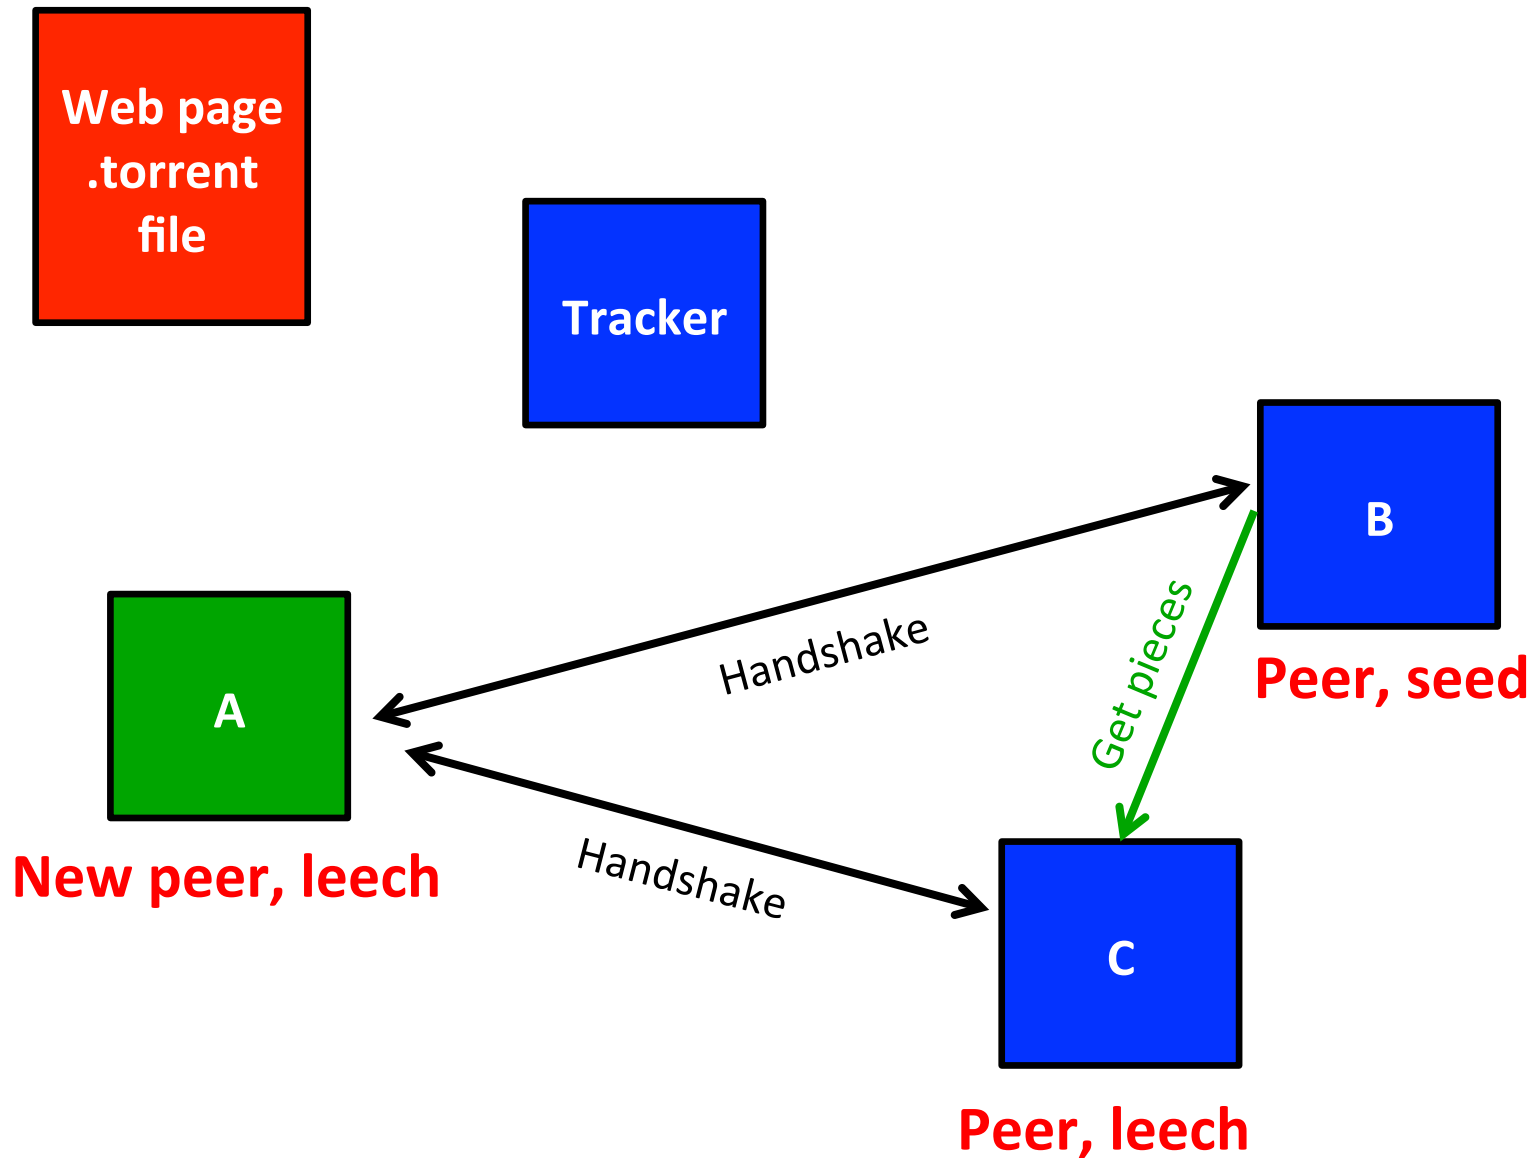 Web page
.torrent
file
Tracker
B
Peer, seed
Handshake
Get pieces
A
New peer, leech
Handshake
C
Peer, leech